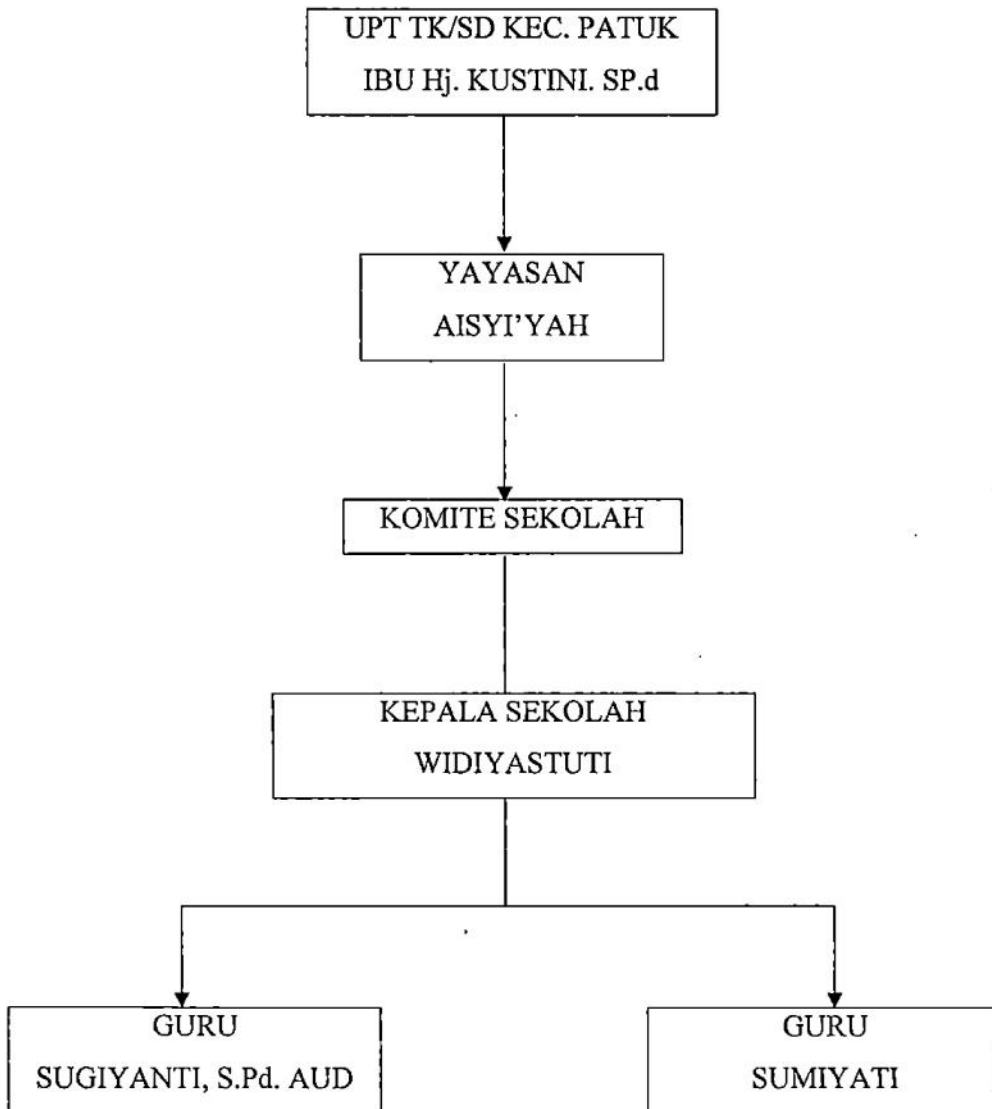 UPT TK/SD KEC. PATUK
IBU Hj. KUSTINI. SP.d
YAYASAN
AISYI'YAH
KOMITE SEKOLAH
KEPALA SEKOLAH
WIDIYASTUTI
GURU
SUGIYANTI, S.Pd. AUD
GURU
SUMIYATI